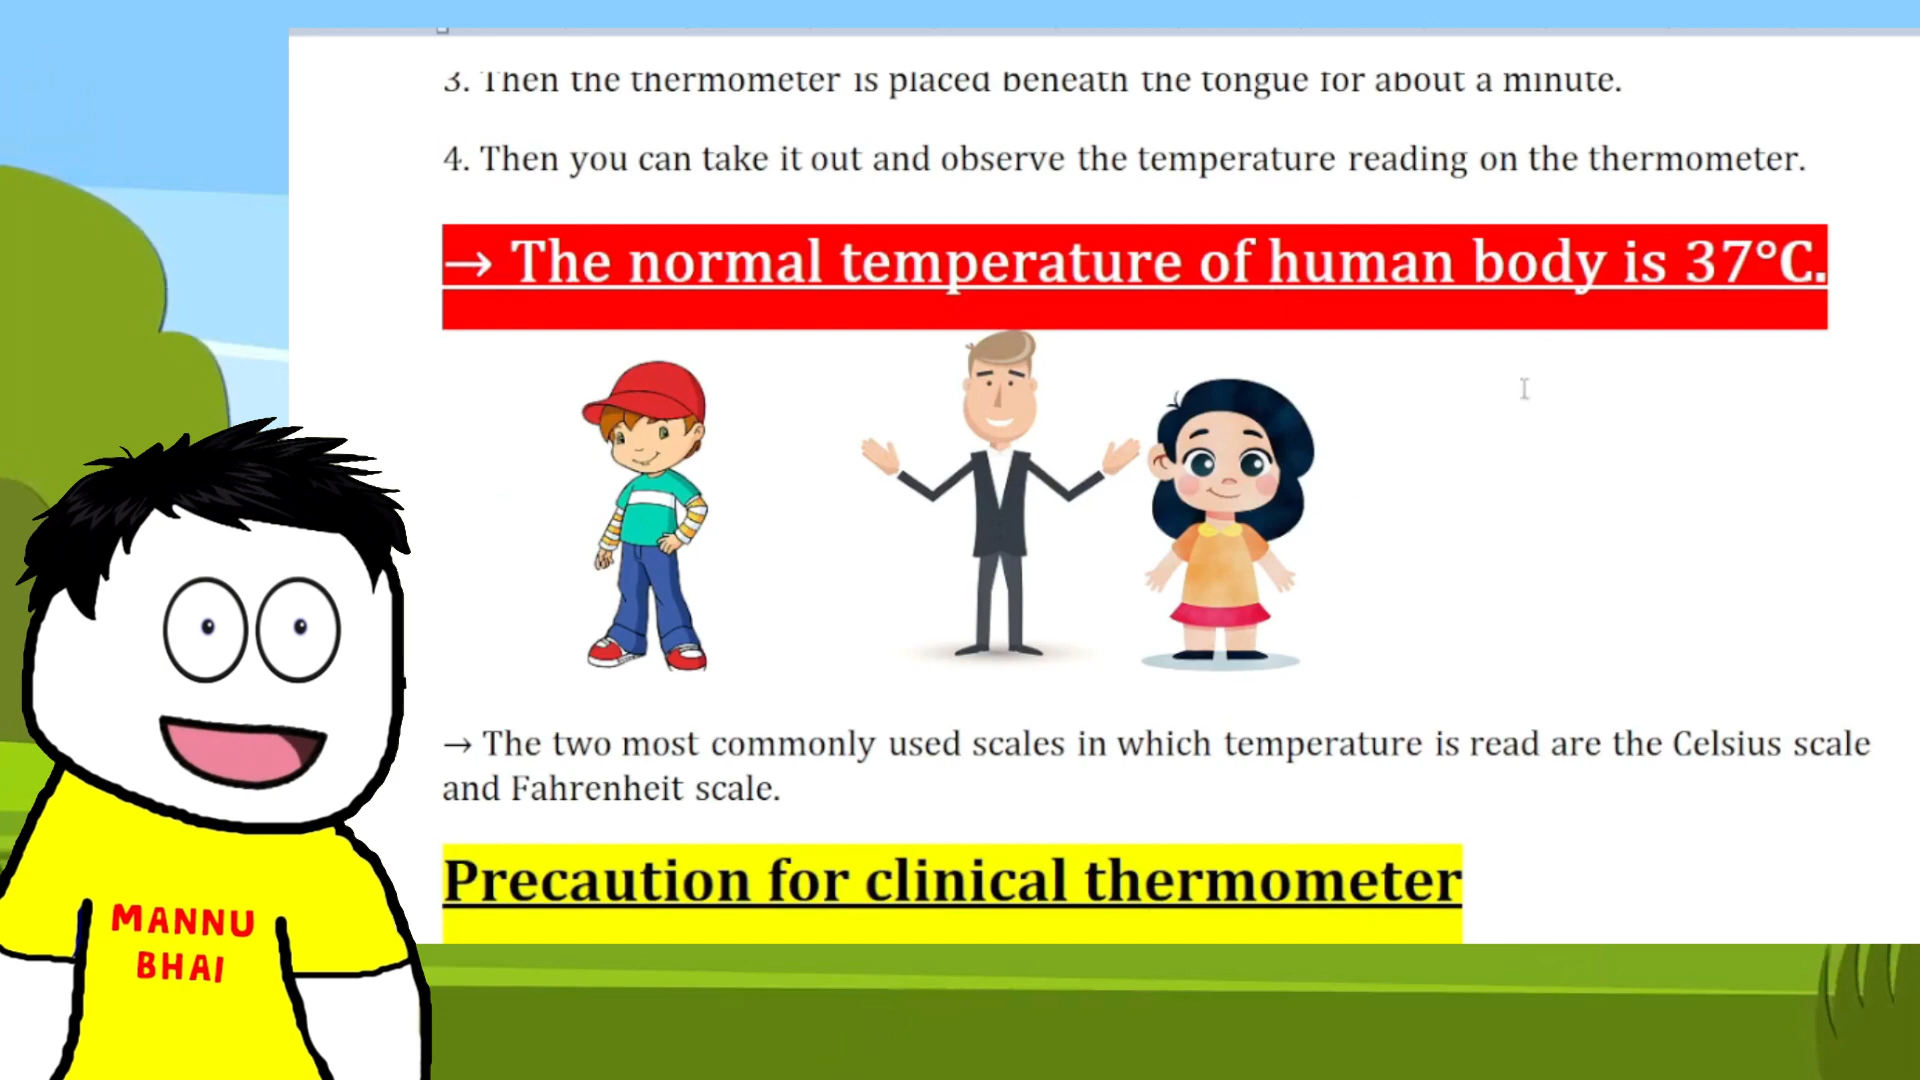 3. Then the thermometer is placed beneath the tongue for about a minute.
4. Then you can take it out and observe the temperature reading on the thermometer.
→ The normal temperature of human body is 37°C.
→ The two most commonly used scales in which temperature is read are the Celsius scale
and Fahrenheit scale.
Precaution for clinical thermometer
MANNU
BHAI